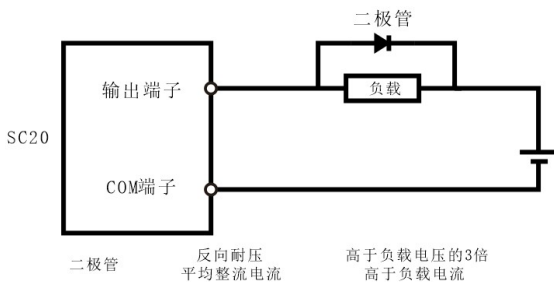 二极管
输出端子
负载
SC20
COM端子
二极管
反向耐压
平均整流电流
高于负载电压的3倍
高于负载电流